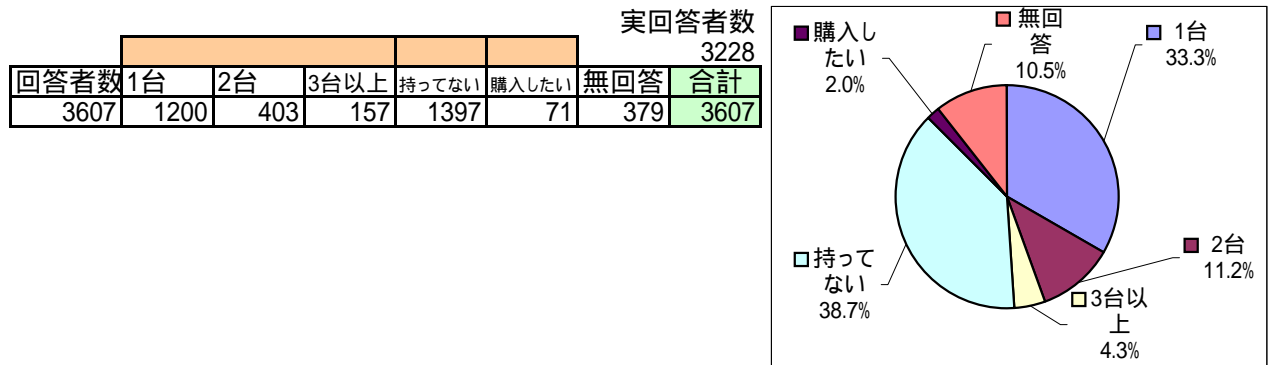 実回答者数
3228
回答者数 1台 2台 3台以上 持ってない 購入したい 無回答 合計
3607 1200 403 157 1397 71 379 3607
購入し
たい
2.0%
無回
答
10.5%
1台
33.3%
2台
11.2%
3台以
上
4.3%
持って
ない
38.7%